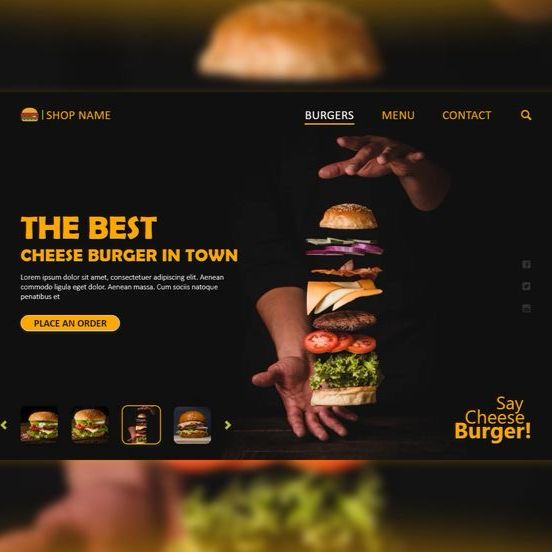 SHOP NAME
BURGERS
MENU
CONTACT
THE BEST
CHEESE BURGER IN TOWN
Lorem ipsum dolor sit amet, consectetuer adipiscing elit. Aenean
commodo ligula eget dolor. Aenean massa. Cum sociis natoque
penatibus et
PLACE AN ORDER
Say
Cheese
Burger!